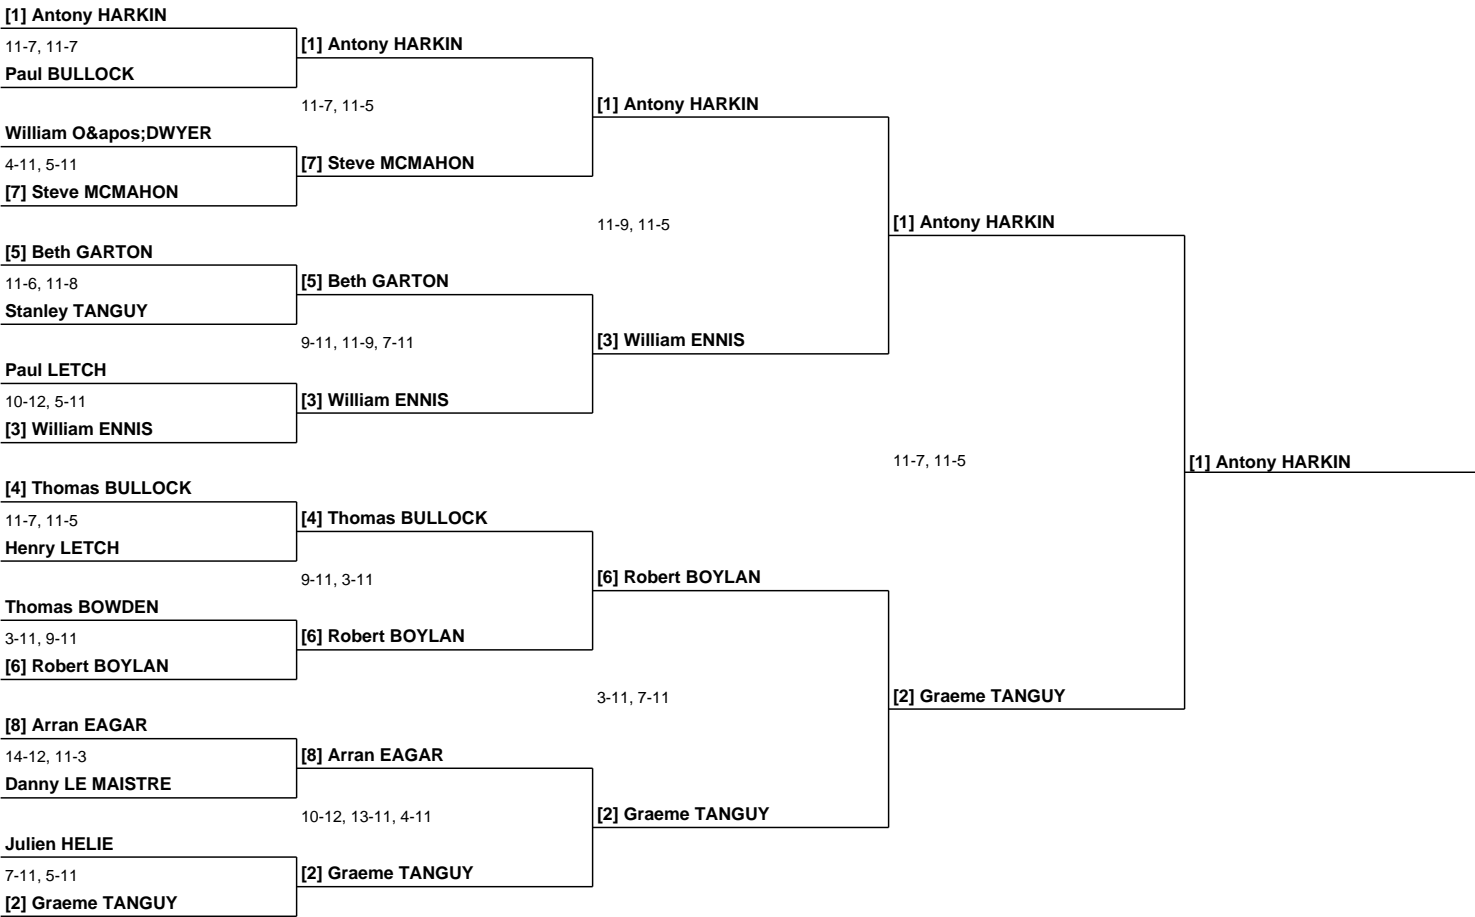 [1] Antony HARKIN
11-7, 11-7
Paul BULLOCK
William O&apos;DWYER
4-11, 5-11
[7] Steve MCMAHON
[5] Beth GARTON
11-6, 11-8
Stanley TANGUY
Paul LETCH
10-12, 5-11
[3] William ENNIS
[4] Thomas BULLOCK
11-7, 11-5
Henry LETCH
Thomas BOWDEN
3-11, 9-11
[6] Robert BOYLAN
[8] Arran EAGAR
14-12, 11-3
Danny LE MAISTRE
Julien HELIE
7-11, 5-11
[2] Graeme TANGUY
[1] Antony HARKIN
11-7, 11-5
[7] Steve MCMAHON
[5] Beth GARTON
9-11, 11-9, 7-11
[3] William ENNIS
[4] Thomas BULLOCK
9-11, 3-11
[6] Robert BOYLAN
[8] Arran EAGAR
10-12, 13-11, 4-11
[2] Graeme TANGUY
[1] Antony HARKIN
11-9, 11-5
[3] William ENNIS
[6] Robert BOYLAN
3-11, 7-11
[2] Graeme TANGUY
[1] Antony HARKIN
11-7, 11-5
[2] Graeme TANGUY
[1] Antony HARKIN